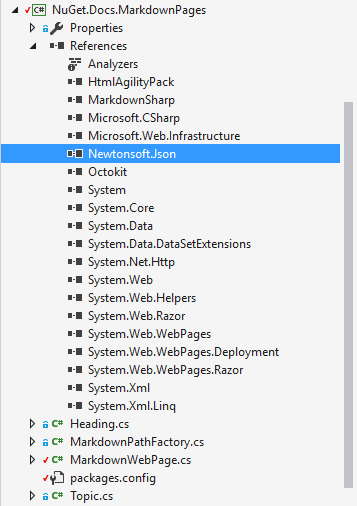 NuGet.Docs.MarkdownPages
Properties
References
Analyzers
HtmlAgilityPack
MarkdownSharp
Microsoft.CSharp
Microsoft.Web.Infrastructure
Newtonsoft.Json
Octokit
System
System.Core
System.Data
System.Data.DataSetExtensions
System.Net.Http
System.Web
System.Web.Helpers
System.Web.Razor
System.Web.WebPages
System.Web.WebPages.Deployment
System.Web.WebPages.Razor
System.Xml
System.Xml.Linq
C# Heading.cs
C# MarkdownPathFactory.cs
C# MarkdownWebPage.cs
packages.config
C# Topic.cs